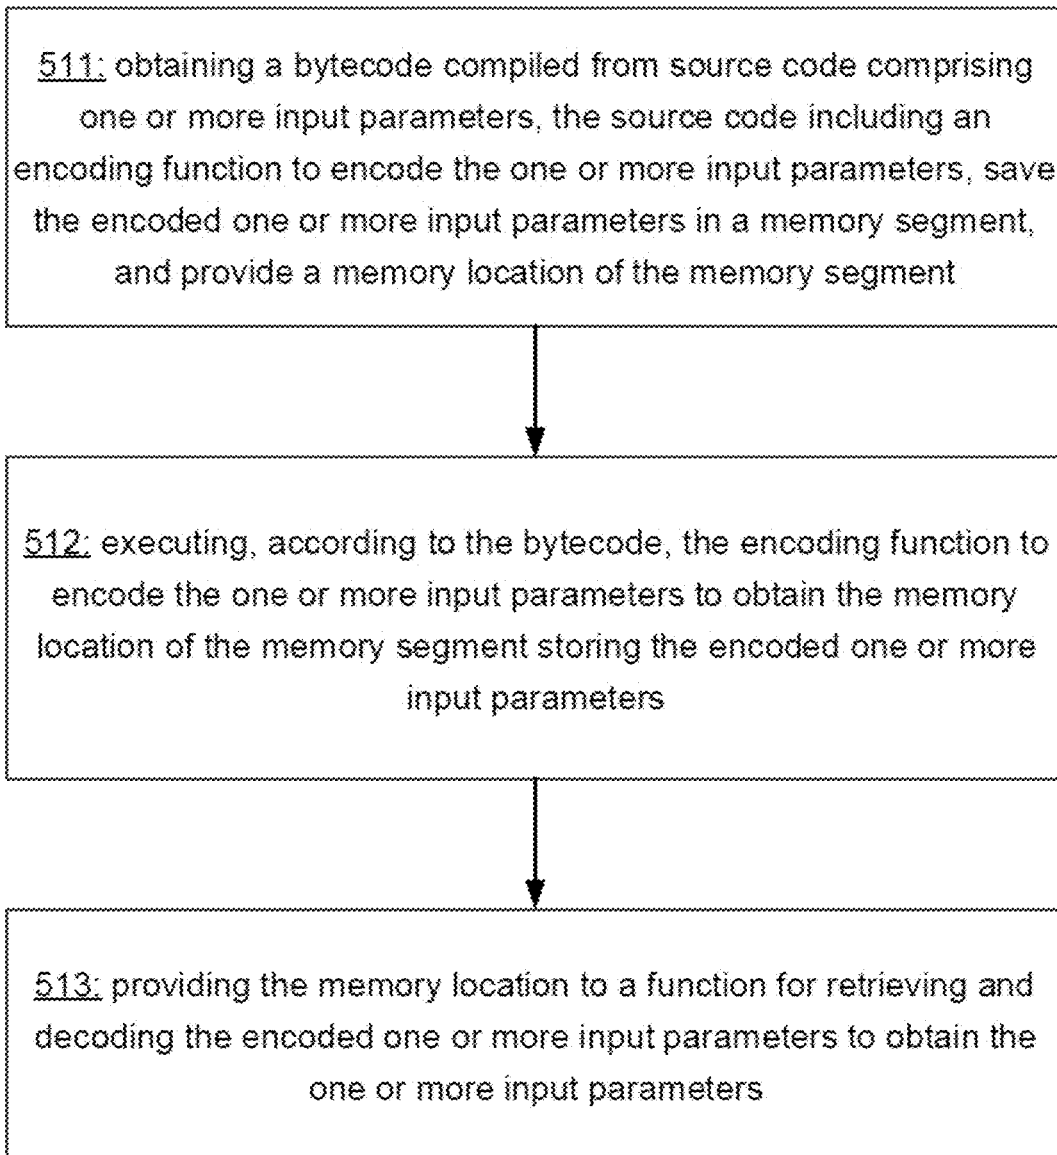 511: obtaining a bytecode compiled from source code comprising
one or more input parameters, the source code including an
encoding function to encode the one or more input parameters, save
the encoded one or more input parameters in a memory segment,
and provide a memory location of the memory segment
512: executing, according to the bytecode, the encoding function to
encode the one or more input parameters to obtain the memory
location of the memory segment storing the encoded one or more
input parameters
513: providing the memory location to a function for retrieving and
decoding the encoded one or more input parameters to obtain the
one or more input parameters